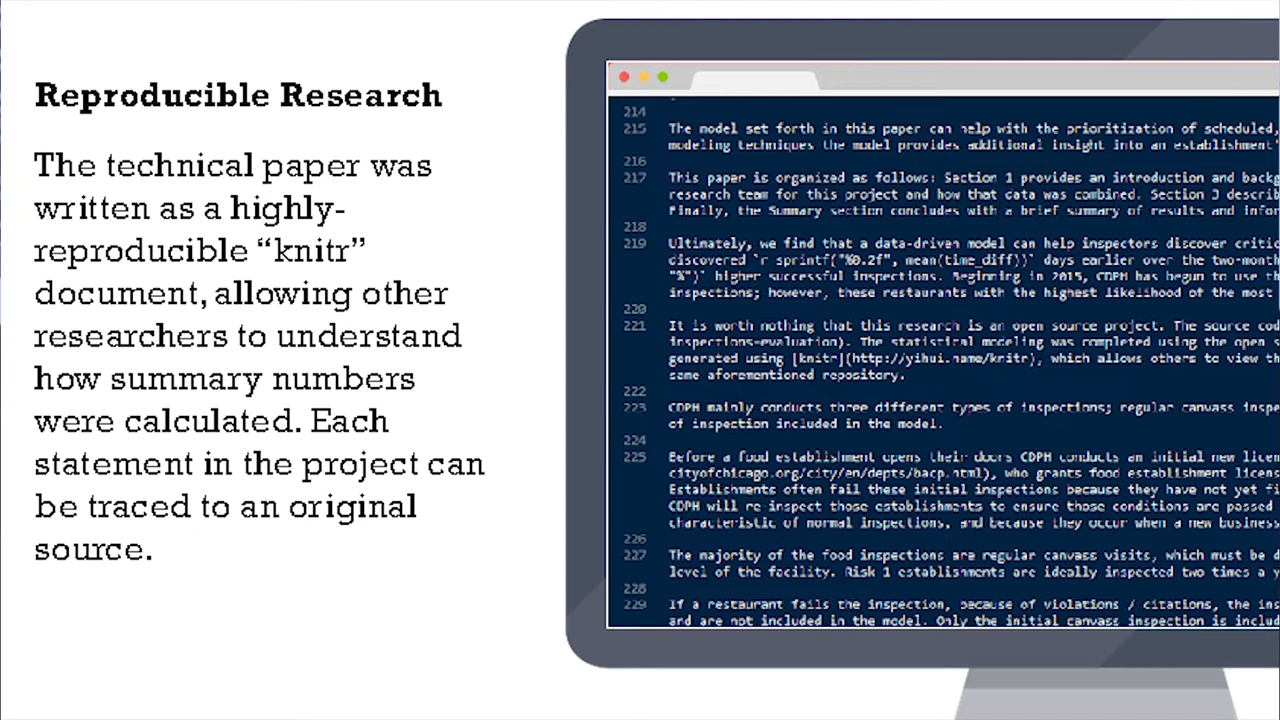 Reproducible Research
The technical paper was
written as a highly-
reproducible “knitr”
document, allowing other
researchers to understand
how summary numbers
were calculated. Each
statement in the project can
be traced to an original
source.
214
215 The model set forth in this paper can help with the prioritization of scheduled,
modeling techniques the model provides additional insight into an establishment'
216
217 This paper is organized as follows: Section 1 provides an introduction and backg
research team for this project and how that data was combined. Section 3 describ
Finally, the Summary section concludes with a brief summary of results and infor
218
219 Ultimately, we find that a data-driven model can help inspectors discover critic
discovered `r sprintf("%0.2f", mean(time_diff))` days earlier over the two-month
"%")` higher successful inspections. Beginning in 2015, CDPH has begun to use th
inspections; however, these restaurants with the highest likelihood of the most
220
221 It is worth nothing that this research is an open source project. The source cod
inspections-evaluation). The statistical modeling was completed using the open s
generated using [knitr](http://yihui.name/knitr), which allows others to view th
same aforementioned repository.
222
223 CDPH mainly conducts three different types of inspections; regular canvass inspe
of inspection included in the model.
224
225 Before a food establishment opens their doors CDPH conducts an initial new licen
cityofchicago.org/city/en/depts/bacp.html), who grants food establishment licens
Establishments often fail these initial inspections because they have not yet fi
CDPH will re-inspect those establishments to ensure those conditions are passed
characteristic of normal inspections, and because they occur when a new business
226
227 The majority of the food inspections are regular canvass visits, which must be d
level of the facility. Risk 1 establishments are ideally inspected two times a y
228
229 If a restaurant fails the inspection, because of violations / citations, the ins
and are not included in the model. Only the initial canvass inspection is includ